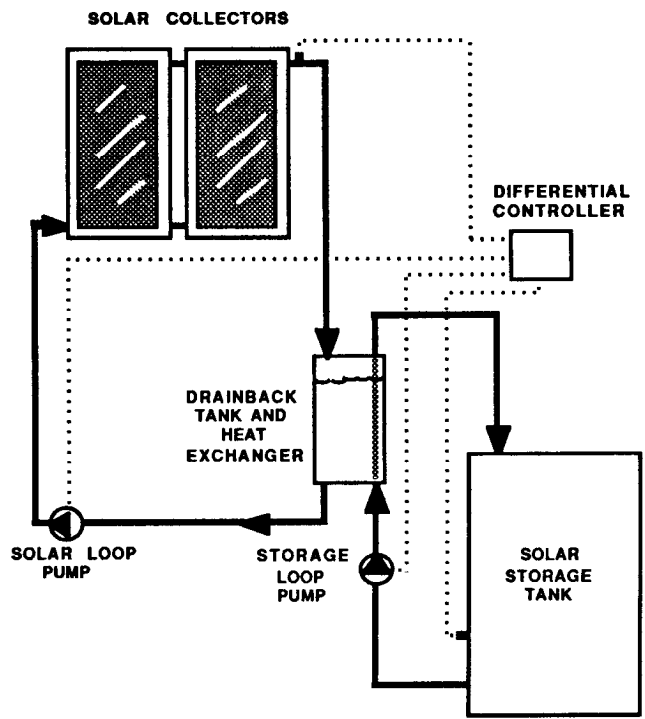 SOLAR COLLECTORS
DIFFERENTIAL
CONTROLLER
DRAINBACK
TANK AND
HEAT
EXCHANGER
SOLAR LOOP
PUMP
STORAGE
LOOP
PUMP
SOLAR
STORAGE
TANK